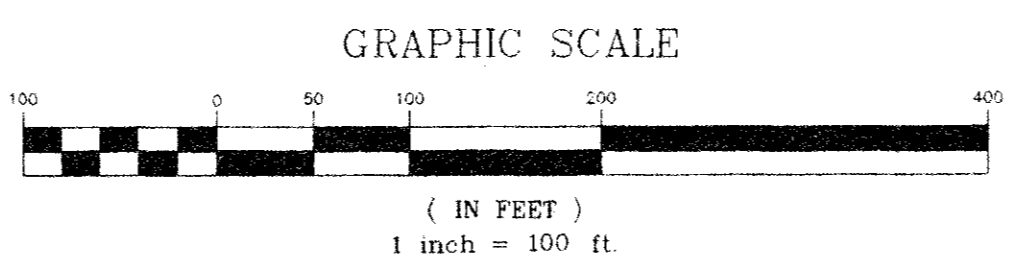 GRAPHIC SCALE
100 0 50 100 200 400
( IN FEET )
1 inch = 100 ft.